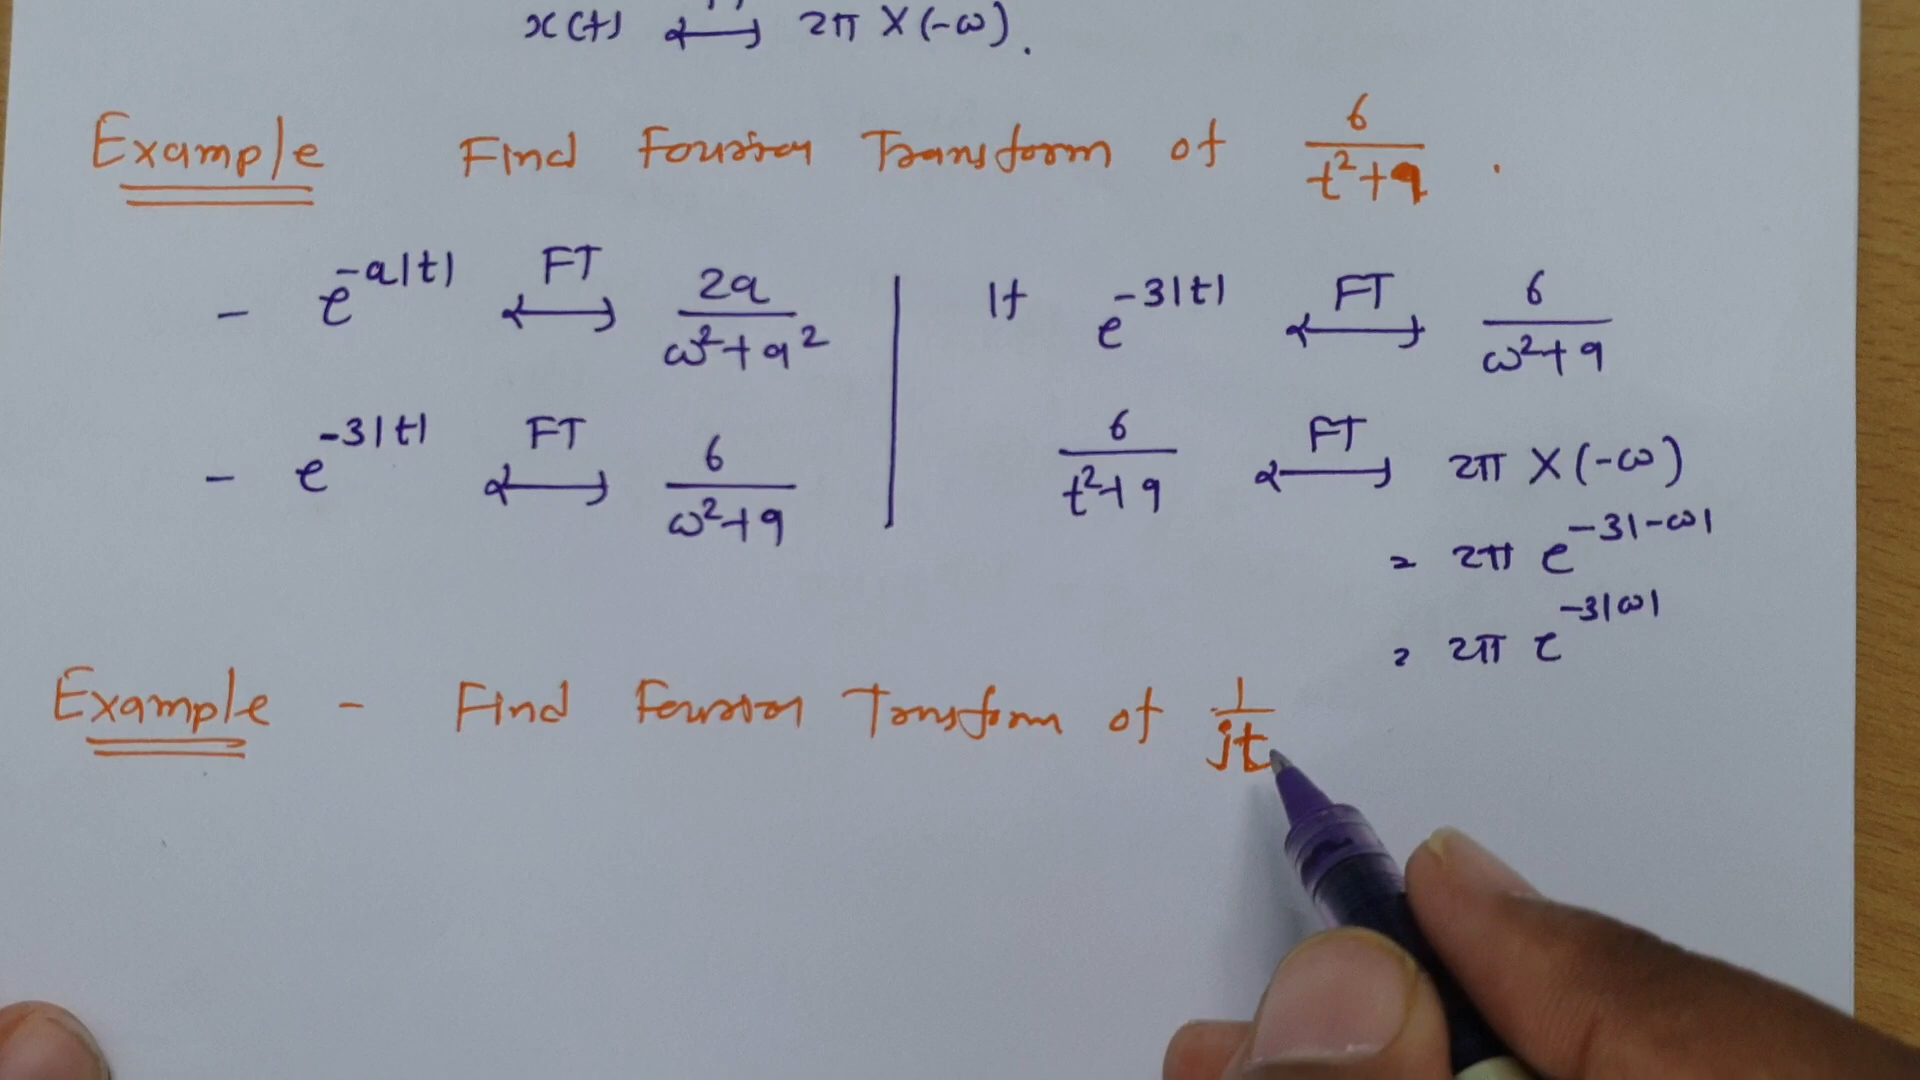 x(t) ⟷ 2π X(-ω).
Example Find Fourier Transform of 6/(t²+9).
- e^(-a|t|) ⟷FT 2a/(ω²+a²)
- e^(-3|t|) ⟷FT 6/(ω²+9)
If e^(-3|t|) ⟷FT 6/(ω²+9)
6/(t²+9) ⟷FT 2π X(-ω)
= 2π e^(-3|-ω|)
= 2π e^(-3|ω|)
Example - Find Fourier Transform of 1/(jt)